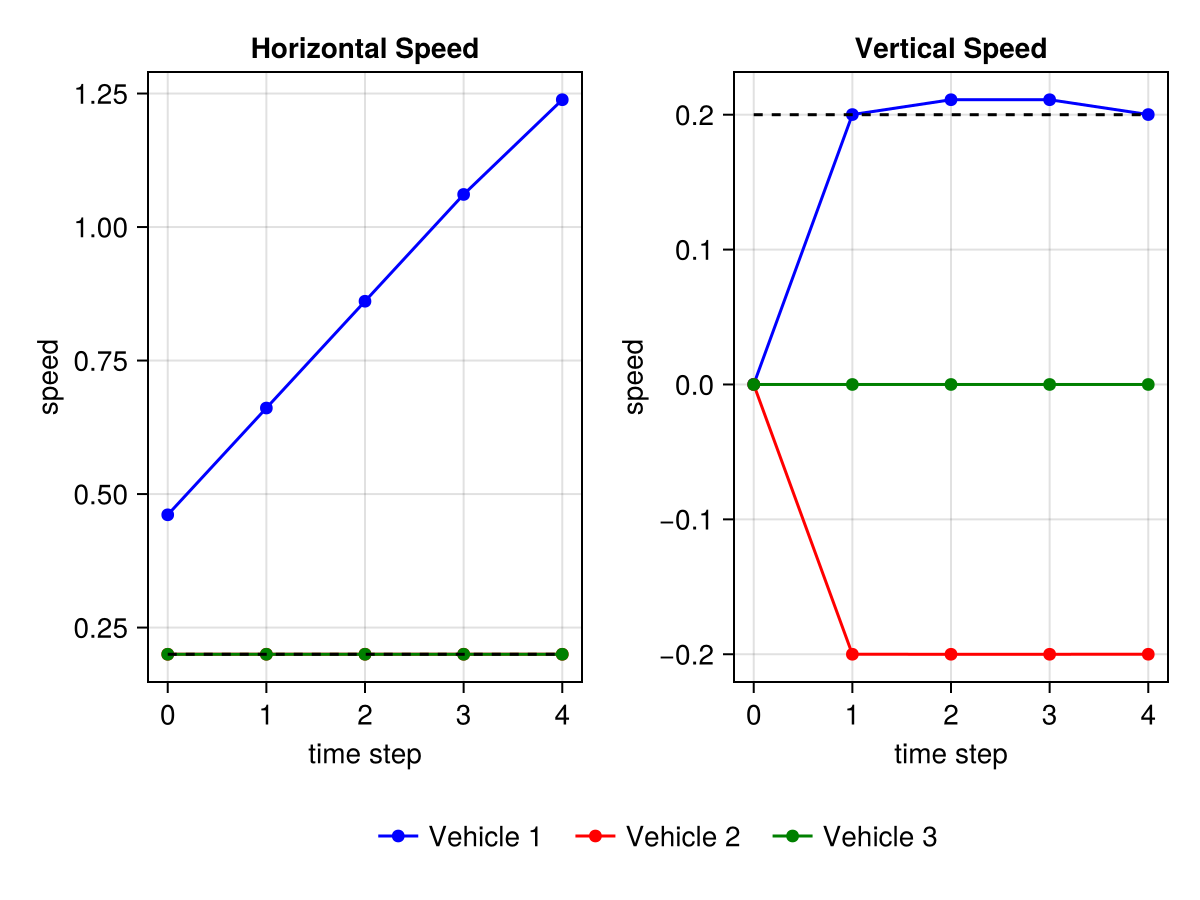 Horizontal Speed
1.25
1.00
0.75
0.50
0.25
speed
0 1 2 3 4
time step
Vertical Speed
0.2
0.1
0.0
−0.1
−0.2
speed
0 1 2 3 4
time step
Vehicle 1 Vehicle 2 Vehicle 3